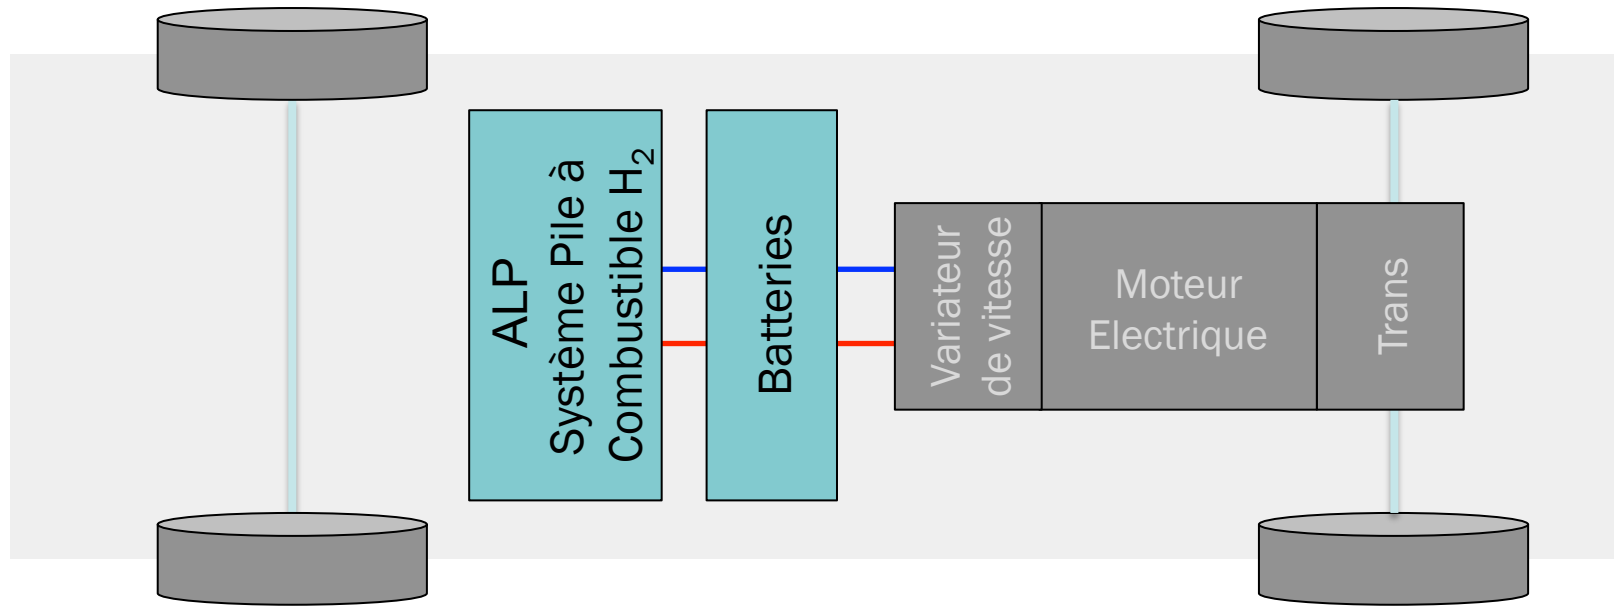 ALP
Système Pile à
Combustible H₂
Batteries
Variateur
de vitesse
Moteur
Electrique
Trans